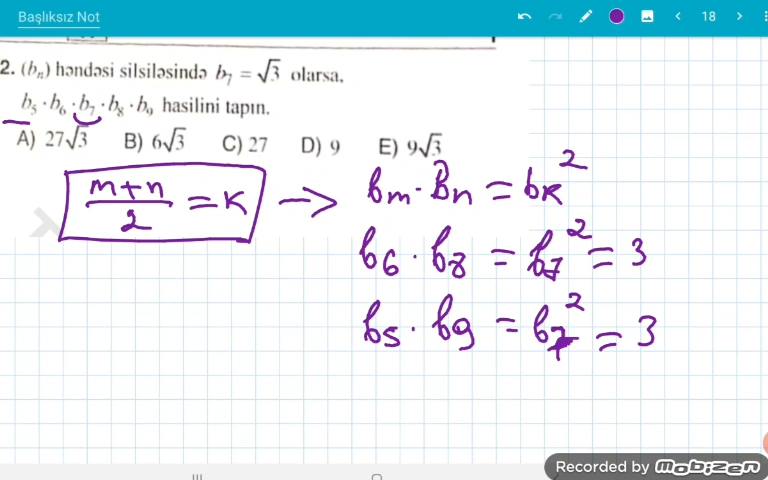 Başlıksız Not
18
2. (bₙ) həndəsi silsiləsində b₇ = √3 olarsa,
b₅ · b₆ · b₇ · b₈ · b₉ hasilini tapın.
A) 27√3 B) 6√3 C) 27 D) 9 E) 9√3
(m+n)/2 = K → bm · bn = bK²
b6 · b8 = b7² = 3
b5 · b9 = b7² = 3
Recorded by mobizen